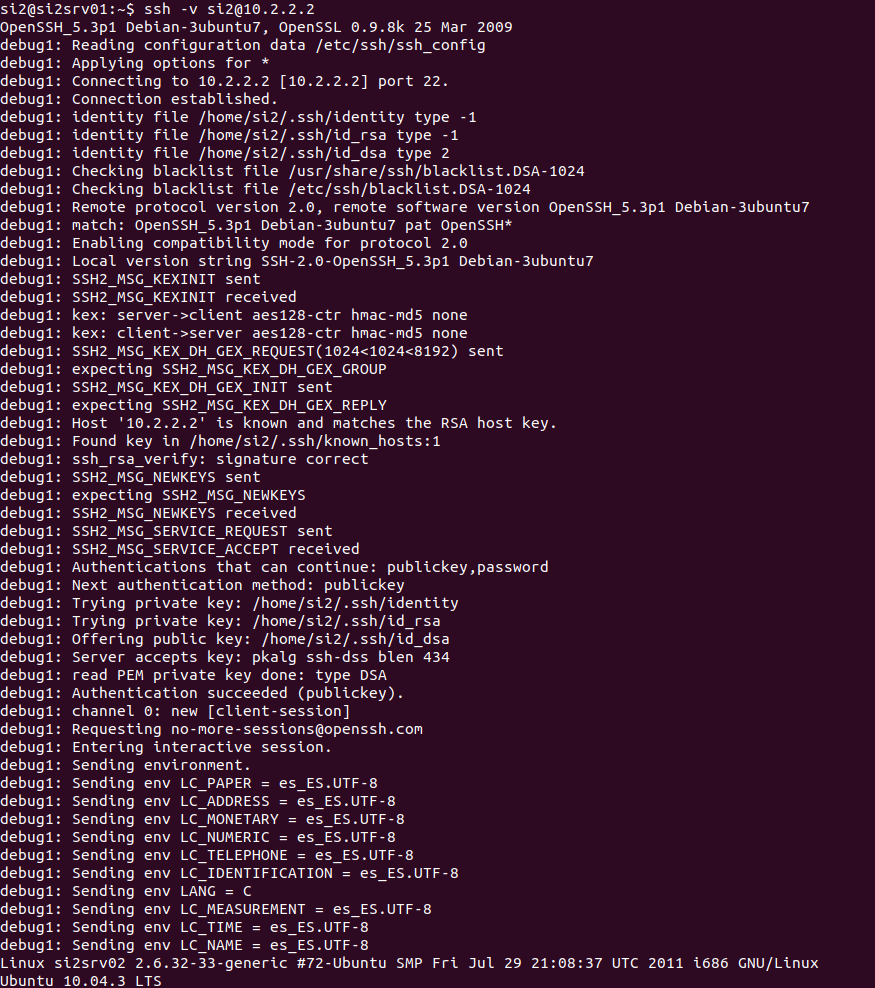 si2@si2srv01:~$ ssh -v si2@10.2.2.2
OpenSSH_5.3p1 Debian-3ubuntu7, OpenSSL 0.9.8k 25 Mar 2009
debug1: Reading configuration data /etc/ssh/ssh_config
debug1: Applying options for *
debug1: Connecting to 10.2.2.2 [10.2.2.2] port 22.
debug1: Connection established.
debug1: identity file /home/si2/.ssh/identity type -1
debug1: identity file /home/si2/.ssh/id_rsa type -1
debug1: identity file /home/si2/.ssh/id_dsa type 2
debug1: Checking blacklist file /usr/share/ssh/blacklist.DSA-1024
debug1: Checking blacklist file /etc/ssh/blacklist.DSA-1024
debug1: Remote protocol version 2.0, remote software version OpenSSH_5.3p1 Debian-3ubuntu7
debug1: match: OpenSSH_5.3p1 Debian-3ubuntu7 pat OpenSSH*
debug1: Enabling compatibility mode for protocol 2.0
debug1: Local version string SSH-2.0-OpenSSH_5.3p1 Debian-3ubuntu7
debug1: SSH2_MSG_KEXINIT sent
debug1: SSH2_MSG_KEXINIT received
debug1: kex: server->client aes128-ctr hmac-md5 none
debug1: kex: client->server aes128-ctr hmac-md5 none
debug1: SSH2_MSG_KEX_DH_GEX_REQUEST(1024<1024<8192) sent
debug1: expecting SSH2_MSG_KEX_DH_GEX_GROUP
debug1: SSH2_MSG_KEX_DH_GEX_INIT sent
debug1: expecting SSH2_MSG_KEX_DH_GEX_REPLY
debug1: Host '10.2.2.2' is known and matches the RSA host key.
debug1: Found key in /home/si2/.ssh/known_hosts:1
debug1: ssh_rsa_verify: signature correct
debug1: SSH2_MSG_NEWKEYS sent
debug1: expecting SSH2_MSG_NEWKEYS
debug1: SSH2_MSG_NEWKEYS received
debug1: SSH2_MSG_SERVICE_REQUEST sent
debug1: SSH2_MSG_SERVICE_ACCEPT received
debug1: Authentications that can continue: publickey,password
debug1: Next authentication method: publickey
debug1: Trying private key: /home/si2/.ssh/identity
debug1: Trying private key: /home/si2/.ssh/id_rsa
debug1: Offering public key: /home/si2/.ssh/id_dsa
debug1: Server accepts key: pkalg ssh-dss blen 434
debug1: read PEM private key done: type DSA
debug1: Authentication succeeded (publickey).
debug1: channel 0: new [client-session]
debug1: Requesting no-more-sessions@openssh.com
debug1: Entering interactive session.
debug1: Sending environment.
debug1: Sending env LC_PAPER = es_ES.UTF-8
debug1: Sending env LC_ADDRESS = es_ES.UTF-8
debug1: Sending env LC_MONETARY = es_ES.UTF-8
debug1: Sending env LC_NUMERIC = es_ES.UTF-8
debug1: Sending env LC_TELEPHONE = es_ES.UTF-8
debug1: Sending env LC_IDENTIFICATION = es_ES.UTF-8
debug1: Sending env LANG = C
debug1: Sending env LC_MEASUREMENT = es_ES.UTF-8
debug1: Sending env LC_TIME = es_ES.UTF-8
debug1: Sending env LC_NAME = es_ES.UTF-8
Linux si2srv02 2.6.32-33-generic #72-Ubuntu SMP Fri Jul 29 21:08:37 UTC 2011 i686 GNU/Linux
Ubuntu 10.04.3 LTS